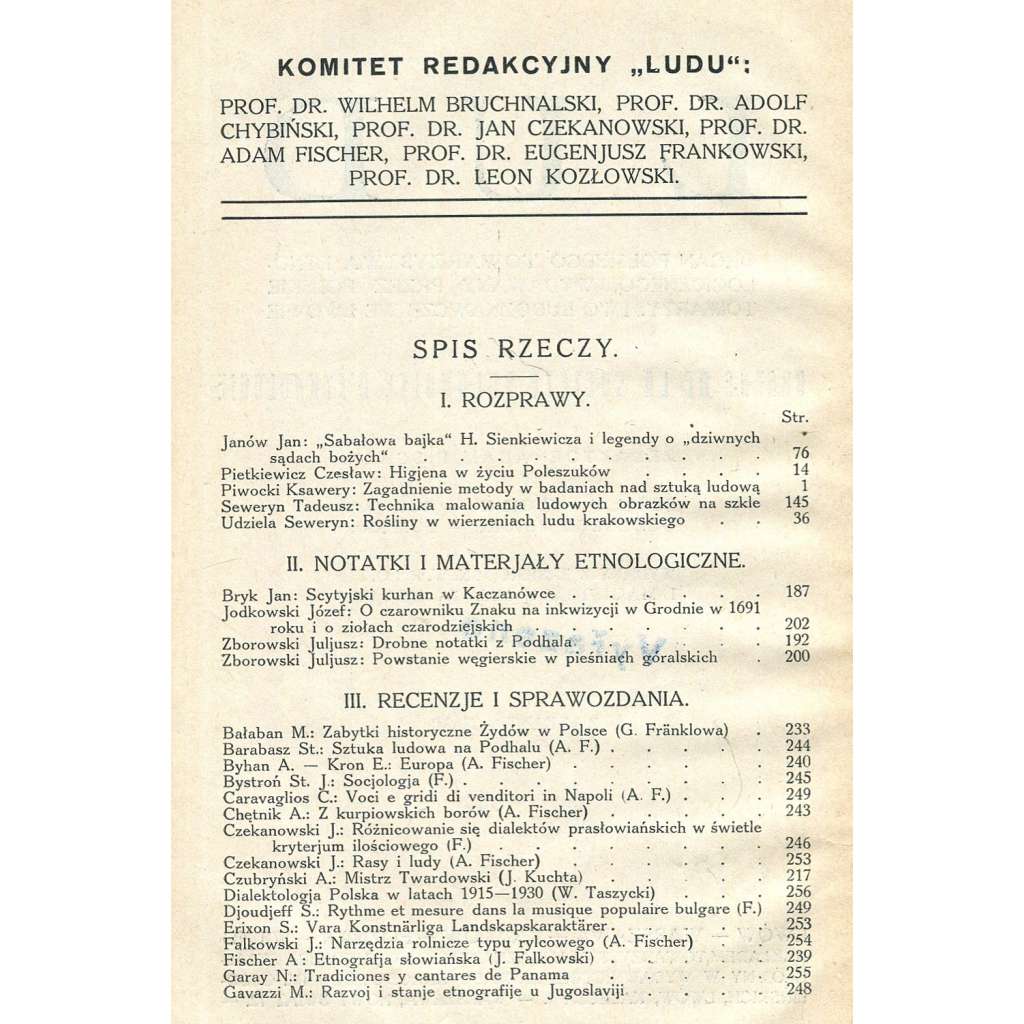 KOMITET REDAKCYJNY „LUDU“:
PROF. DR. WILHELM BRUCHNALSKI, PROF. DR. ADOLF
CHYBIŃSKI, PROF. DR. JAN CZEKANOWSKI, PROF. DR.
ADAM FISCHER, PROF. DR. EUGENJUSZ FRANKOWSKI,
PROF. DR. LEON KOZŁOWSKI.
SPIS RZECZY.
I. ROZPRAWY.
Str.
Janów Jan: „Sabałowa bajka“ H. Sienkiewicza i legendy o „dziwnych
sądach bożych“ . . . . . . . . . . . 76
Pietkiewicz Czesław: Higjena w życiu Poleszuków . . . . 14
Piwocki Ksawery: Zagadnienie metody w badaniach nad sztuką ludową 1
Seweryn Tadeusz: Technika malowania ludowych obrazków na szkle 145
Udziela Seweryn: Rośliny w wierzeniach ludu krakowskiego . . 36
II. NOTATKI I MATERJAŁY ETNOLOGICZNE.
Bryk Jan: Scytyjski kurhan w Kaczanówce . . . . . . 187
Jodkowski Józef: O czarowniku Znaku na inkwizycji w Grodnie w 1691
roku i o ziołach czarodziejskich . . . . . . . 202
Zborowski Juljusz: Drobne notatki z Podhala . . . . . 192
Zborowski Juljusz: Powstanie węgierskie w pieśniach góralskich . 200
III. RECENZJE I SPRAWOZDANIA.
Bałaban M.: Zabytki historyczne Żydów w Polsce (G. Fränklowa) . 233
Barabasz St.: Sztuka ludowa na Podhalu (A. F.) . . . . . 244
Byhan A. — Kron E.: Europa (A. Fischer) . . . . . . 240
Bystroń St. J.: Socjologja (F.) . . . . . . . . . 245
Caravaglios C.: Voci e gridi di venditori in Napoli (A. F.) . . . 249
Chętnik A.: Z kurpiowskich borów (A. Fischer) . . . . . 243
Czekanowski J.: Różnicowanie się dialektów prasłowiańskich w świetle
kryterjum ilościowego (F.) . . . . . . . . 246
Czekanowski J.: Rasy i ludy (A. Fischer) . . . . . . 253
Czubryński A.: Mistrz Twardowski (J. Kuchta) . . . . . 217
Dialektologja Polska w latach 1915—1930 (W. Taszycki) . . . 256
Djoudjeff S.: Rythme et mesure dans la musique populaire bulgare (F.) 249
Erixon S.: Vara Konstnärliga Landskapskaraktärer . . . . . 253
Falkowski J.: Narzędzia rolnicze typu rylcowego (A. Fischer) . . 254
Fischer A: Etnografja słowiańska (J. Falkowski) . . . . . 239
Garay N.: Tradiciones y cantares de Panama . . . . . 255
Gavazzi M.: Razvoj i stanje etnografije u Jugoslaviji . . . . 248